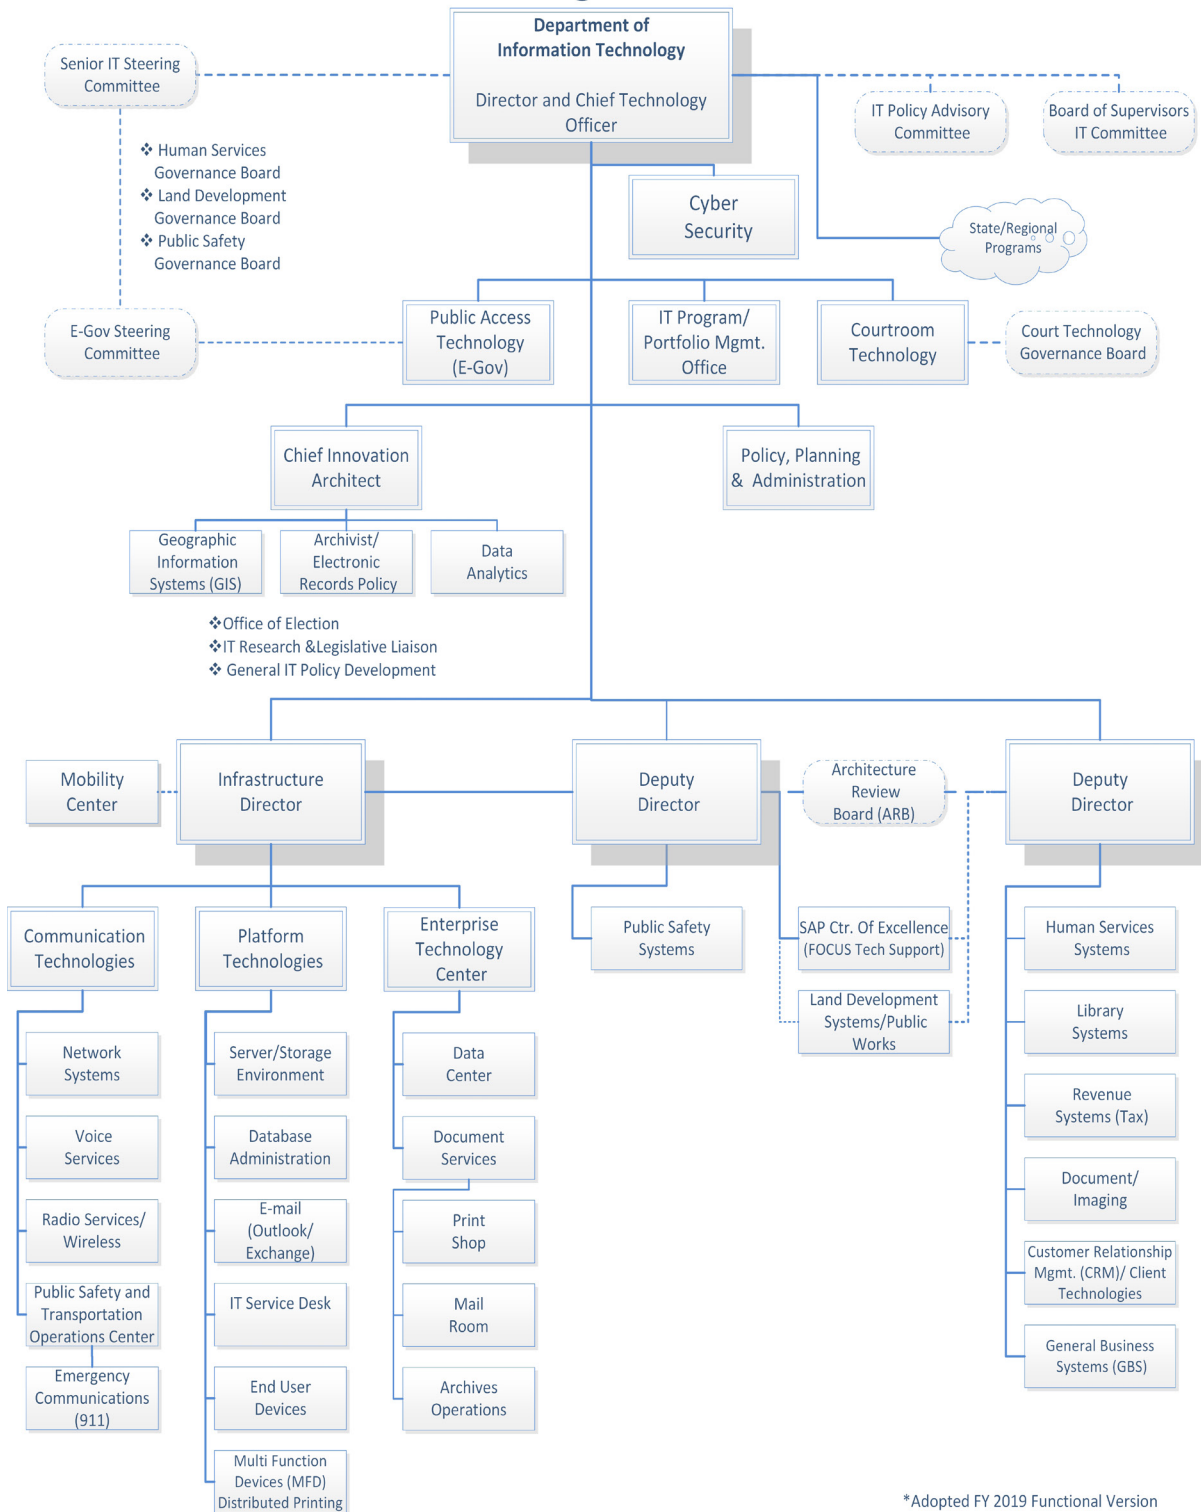 Department of
Information Technology
Director and Chief Technology
Officer
Senior IT Steering
Committee
IT Policy Advisory
Committee
Board of Supervisors
IT Committee
❖ Human Services
Governance Board
❖ Land Development
Governance Board
❖ Public Safety
Governance Board
Cyber
Security
State/Regional
Programs
E-Gov Steering
Committee
Public Access
Technology
(E-Gov)
IT Program/
Portfolio Mgmt.
Office
Courtroom
Technology
Court Technology
Governance Board
Chief Innovation
Architect
Policy, Planning
& Administration
Geographic
Information
Systems (GIS)
Archivist/
Electronic
Records Policy
Data
Analytics
❖Office of Election
❖IT Research &Legislative Liaison
❖ General IT Policy Development
Mobility
Center
Infrastructure
Director
Deputy
Director
Architecture
Review
Board (ARB)
Deputy
Director
Communication
Technologies
Platform
Technologies
Enterprise
Technology
Center
Public Safety
Systems
SAP Ctr. Of Excellence
(FOCUS Tech Support)
Human Services
Systems
Land Development
Systems/Public
Works
Library
Systems
Network
Systems
Server/Storage
Environment
Data
Center
Revenue
Systems (Tax)
Voice
Services
Database
Administration
Document
Services
Document/
Imaging
Radio Services/
Wireless
E-mail
(Outlook/
Exchange)
Print
Shop
Customer Relationship
Mgmt. (CRM)/ Client
Technologies
Public Safety and
Transportation
Operations Center
IT Service Desk
Mail
Room
General Business
Systems (GBS)
Emergency
Communications
(911)
End User
Devices
Archives
Operations
Multi Function
Devices (MFD)
Distributed Printing
*Adopted FY 2019 Functional Version